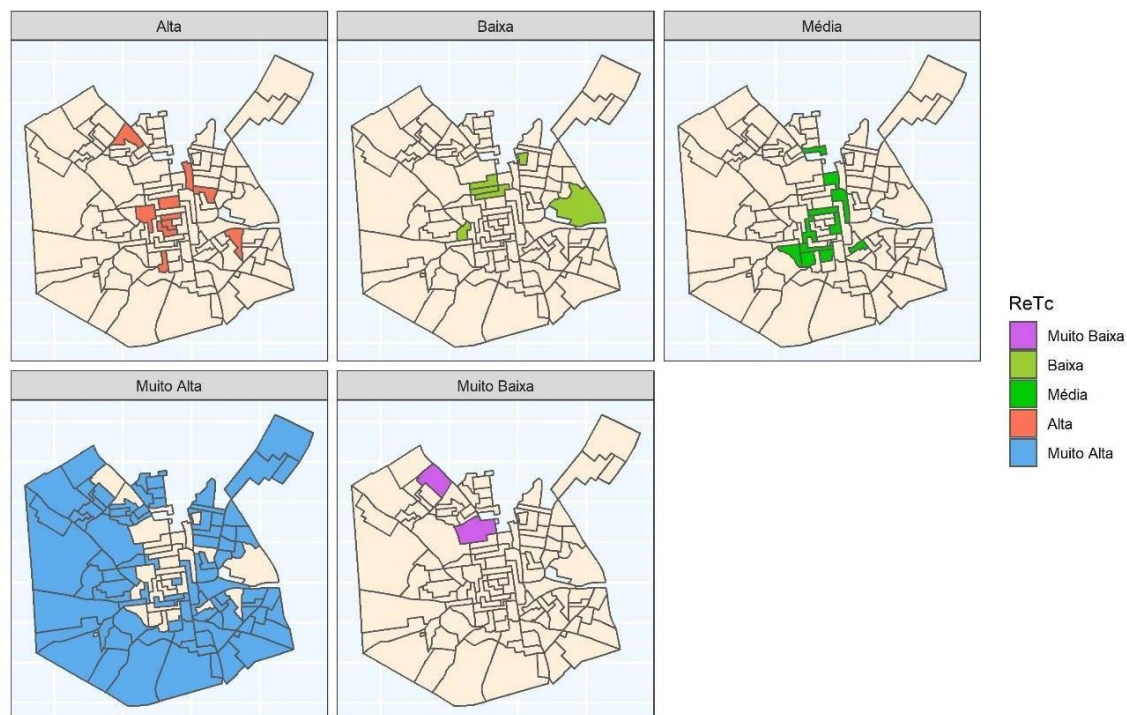 Alta
Baixa
Média
Muito Alta
Muito Baixa
ReTc
Muito Baixa
Baixa
Média
Alta
Muito Alta